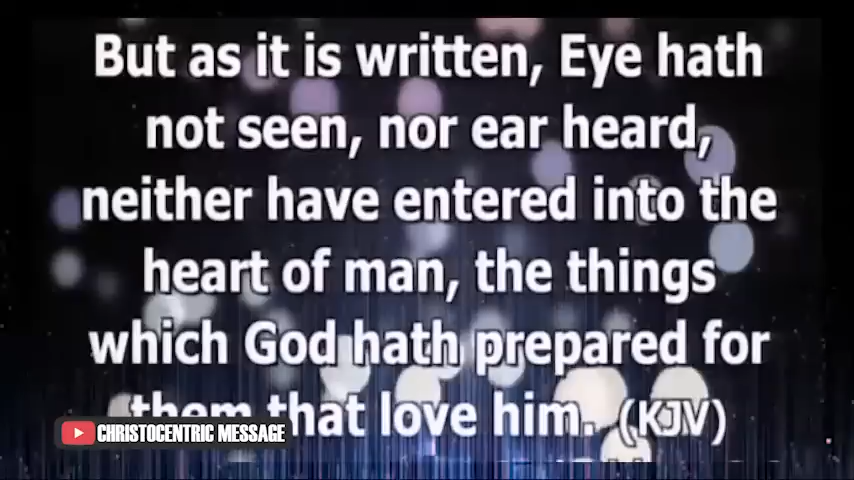 But as it is written, Eye hath
not seen, nor ear heard,
neither have entered into the
heart of man, the things
which God hath prepared for
them that love him. (KJV)
CHRISTOCENTRIC MESSAGE